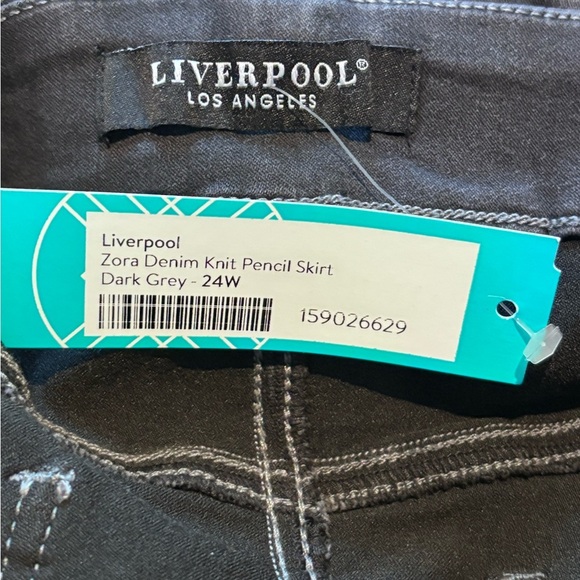 LIVERPOOL®
LOS ANGELES
Liverpool
Zora Denim Knit Pencil Skirt
Dark Grey - 24W
159026629